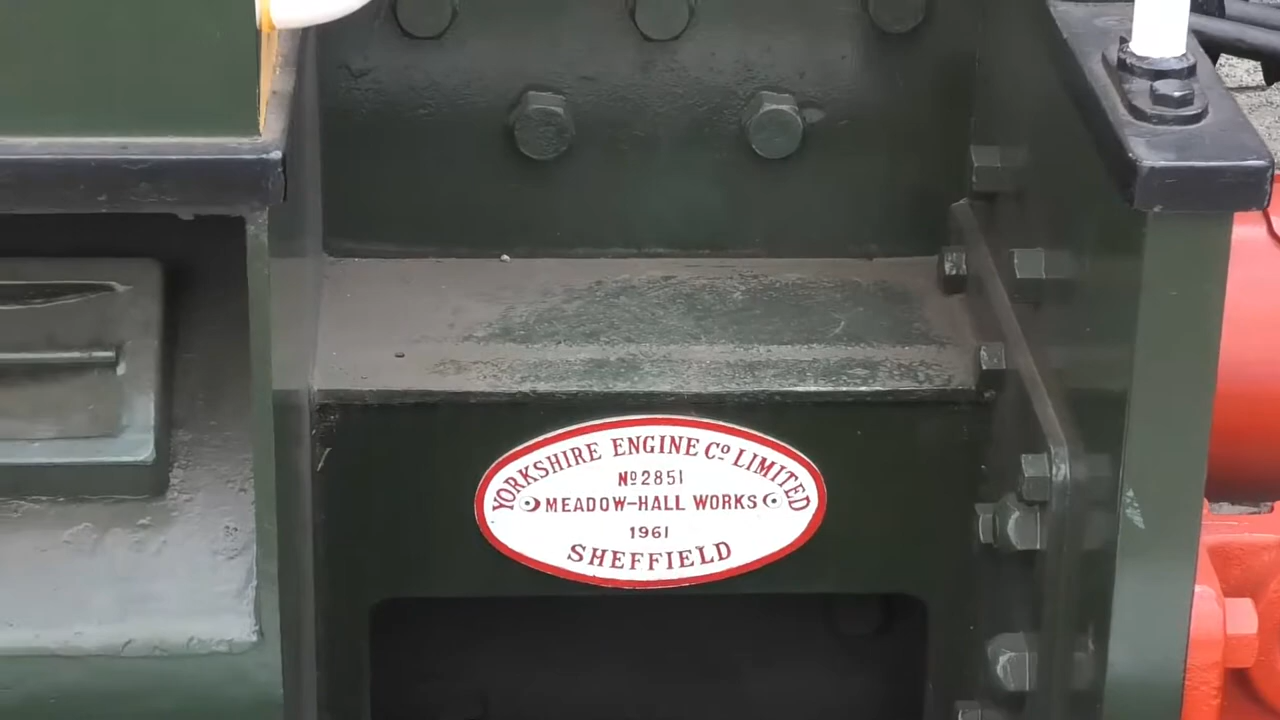 YORKSHIRE ENGINE Cº LIMITED
Nº 2851
MEADOW-HALL WORKS
1961
SHEFFIELD